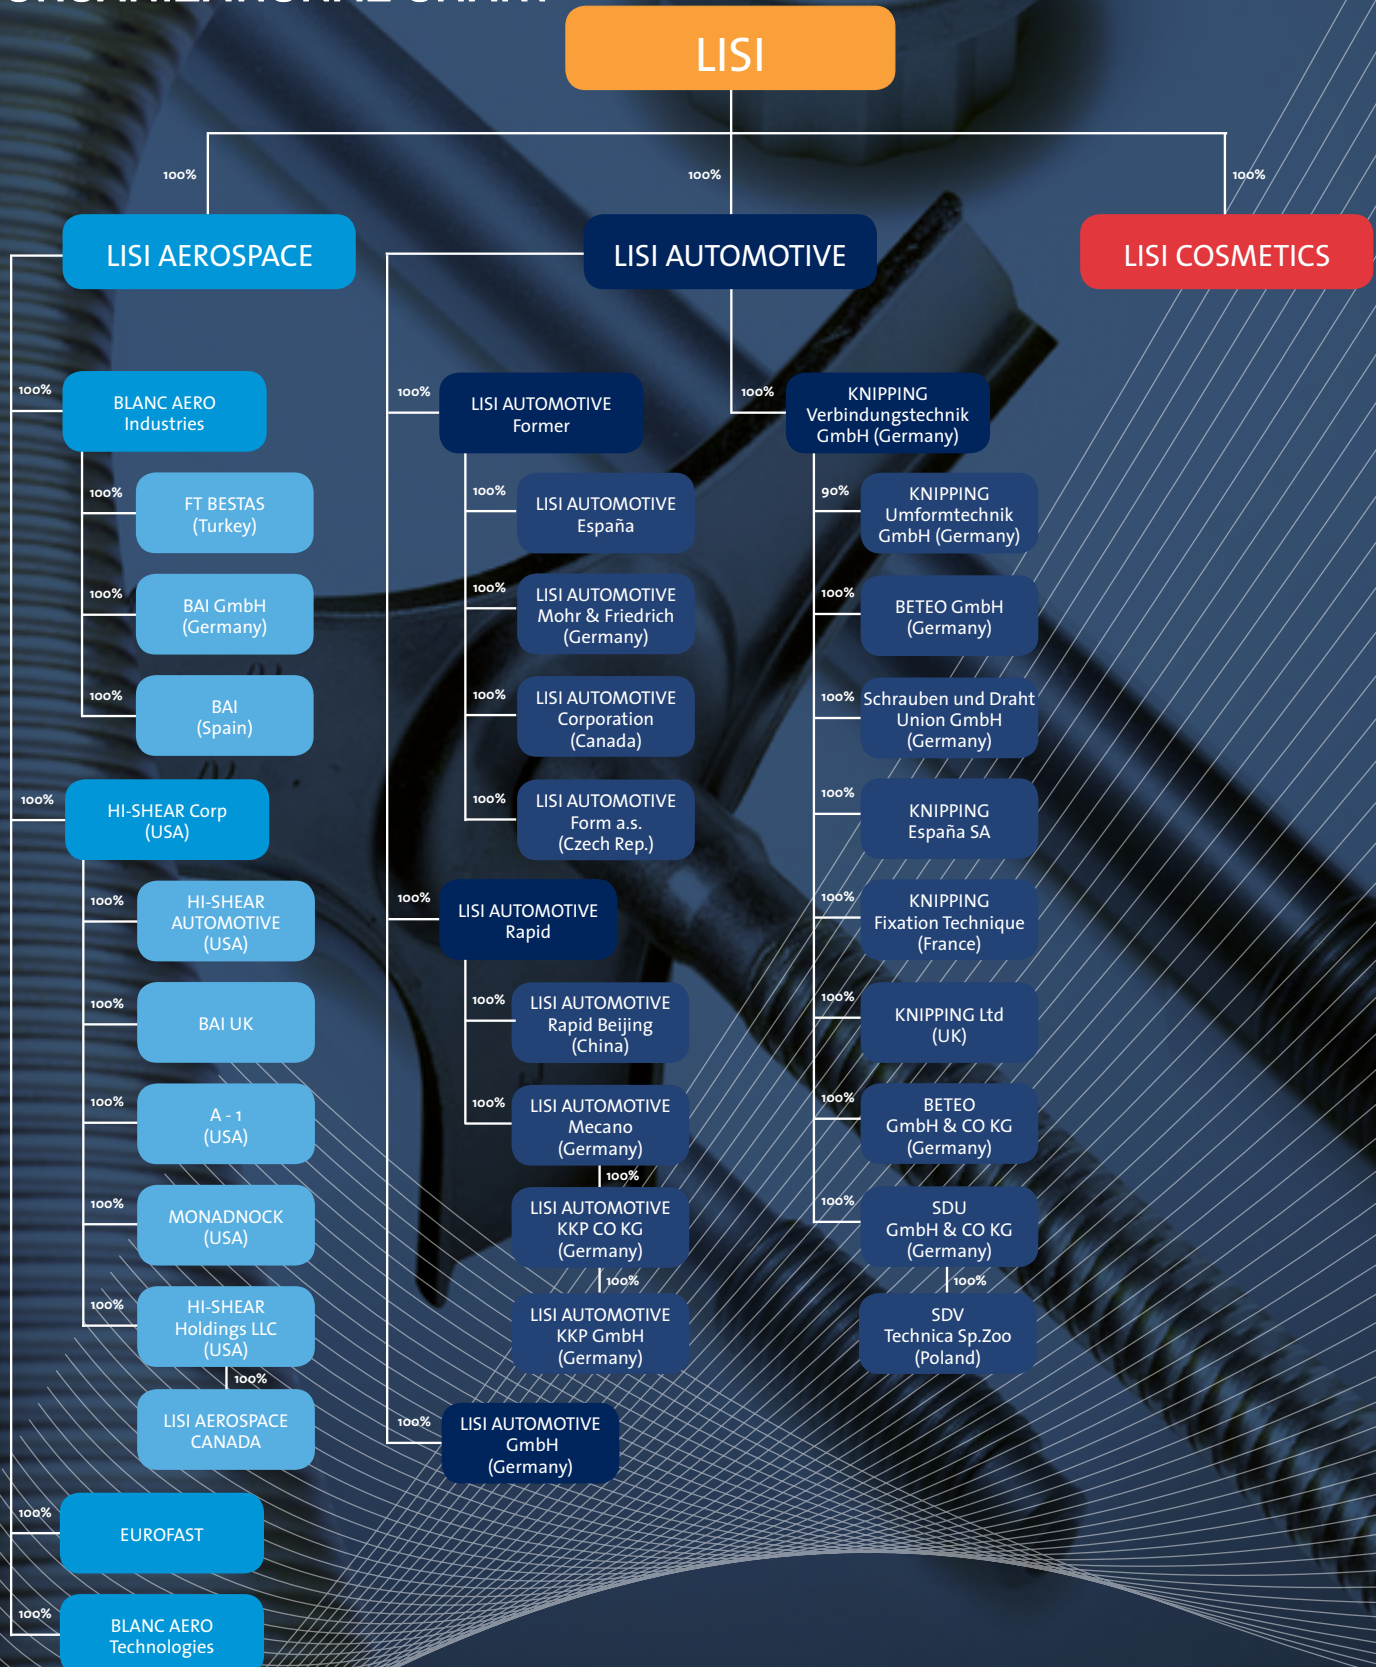 ORGANIZATIONAL CHART
LISI
100%
100%
100%
LISI AEROSPACE
LISI AUTOMOTIVE
LISI COSMETICS
100%
BLANC AERO
Industries
100%
FT BESTAS
(Turkey)
100%
BAI GmbH
(Germany)
100%
BAI
(Spain)
100%
HI-SHEAR Corp
(USA)
100%
HI-SHEAR
AUTOMOTIVE
(USA)
100%
BAI UK
100%
A - 1
(USA)
100%
MONADNOCK
(USA)
100%
HI-SHEAR
Holdings LLC
(USA)
100%
LISI AEROSPACE
CANADA
100%
EUROFAST
100%
BLANC AERO
Technologies
100%
LISI AUTOMOTIVE
Former
100%
LISI AUTOMOTIVE
España
100%
LISI AUTOMOTIVE
Mohr & Friedrich
(Germany)
100%
LISI AUTOMOTIVE
Corporation
(Canada)
100%
LISI AUTOMOTIVE
Form a.s.
(Czech Rep.)
100%
LISI AUTOMOTIVE
Rapid
100%
LISI AUTOMOTIVE
Rapid Beijing
(China)
100%
LISI AUTOMOTIVE
Mecano
(Germany)
100%
LISI AUTOMOTIVE
KKP CO KG
(Germany)
100%
LISI AUTOMOTIVE
KKP GmbH
(Germany)
100%
LISI AUTOMOTIVE
GmbH
(Germany)
100%
KNIPPING
Verbindungstechnik
GmbH (Germany)
90%
KNIPPING
Umformtechnik
GmbH (Germany)
100%
BETEO GmbH
(Germany)
100%
Schrauben und Draht
Union GmbH
(Germany)
100%
KNIPPING
España SA
100%
KNIPPING
Fixation Technique
(France)
100%
KNIPPING Ltd
(UK)
100%
BETEO
GmbH & CO KG
(Germany)
100%
SDU
GmbH & CO KG
(Germany)
100%
SDV
Technica Sp.Zoo
(Poland)